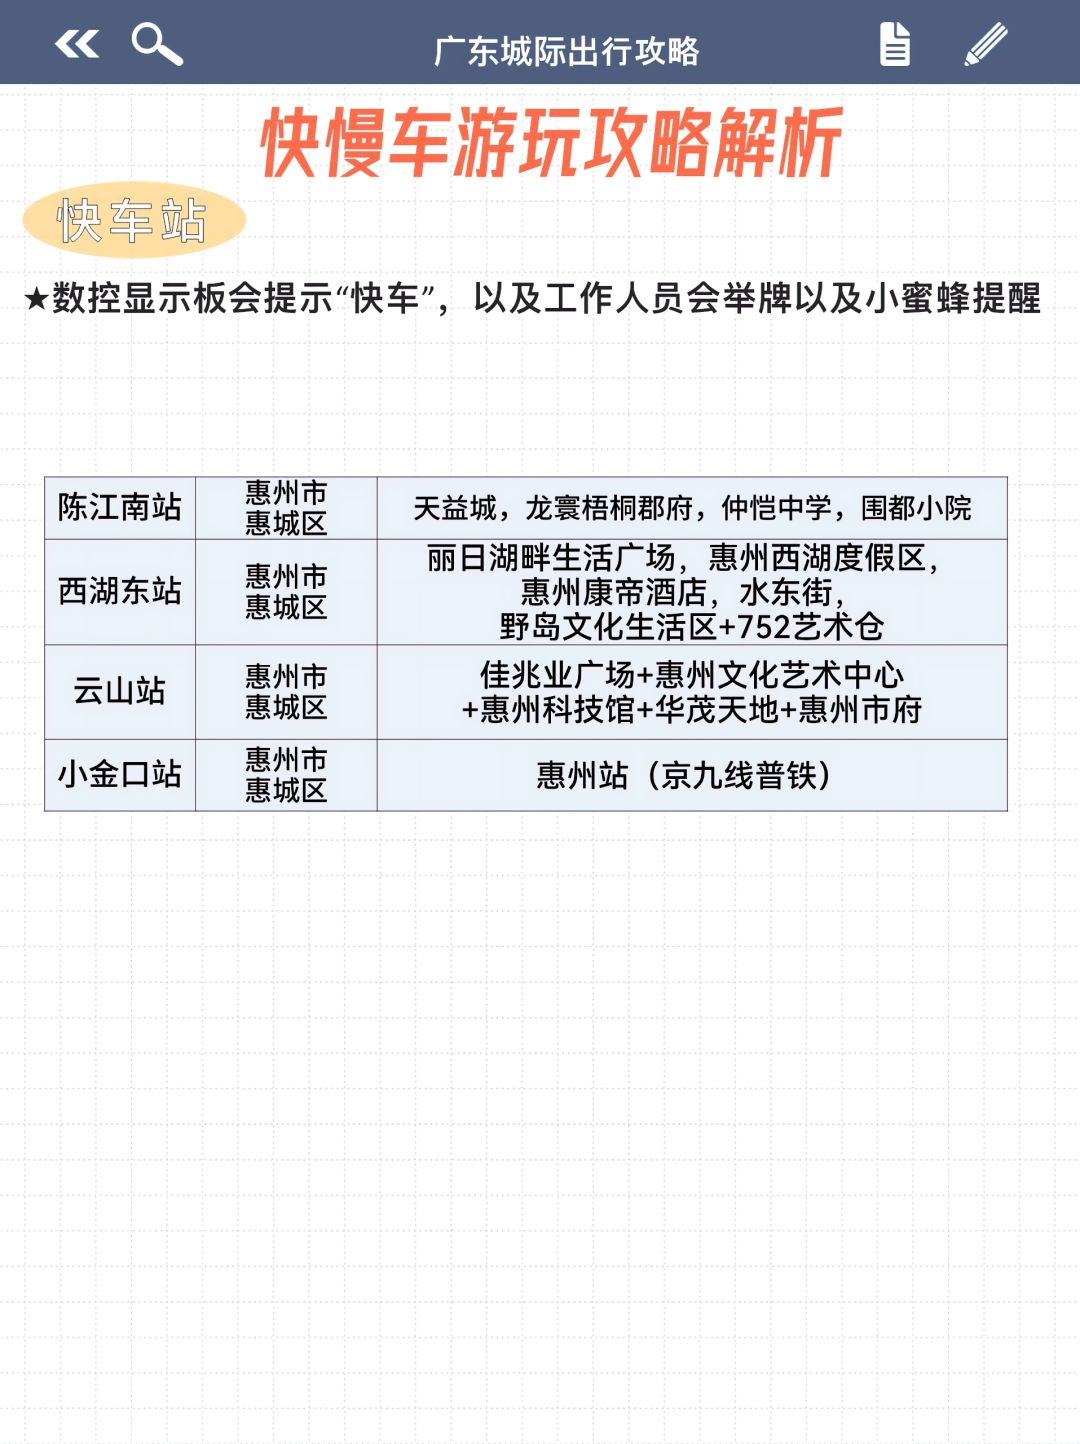 广东城际出行攻略
快慢车游玩攻略解析
快车站
★数控显示板会提示“快车”，以及工作人员会举牌以及小蜜蜂提醒
陈江南站
惠州市
惠城区
天益城，龙寰梧桐郡府，仲恺中学，围都小院
西湖东站
惠州市
惠城区
丽日湖畔生活广场，惠州西湖度假区，
惠州康帝酒店，水东街，
野岛文化生活区+752艺术仓
云山站
惠州市
惠城区
佳兆业广场+惠州文化艺术中心
+惠州科技馆+华茂天地+惠州市府
小金口站
惠州市
惠城区
惠州站（京九线普铁）